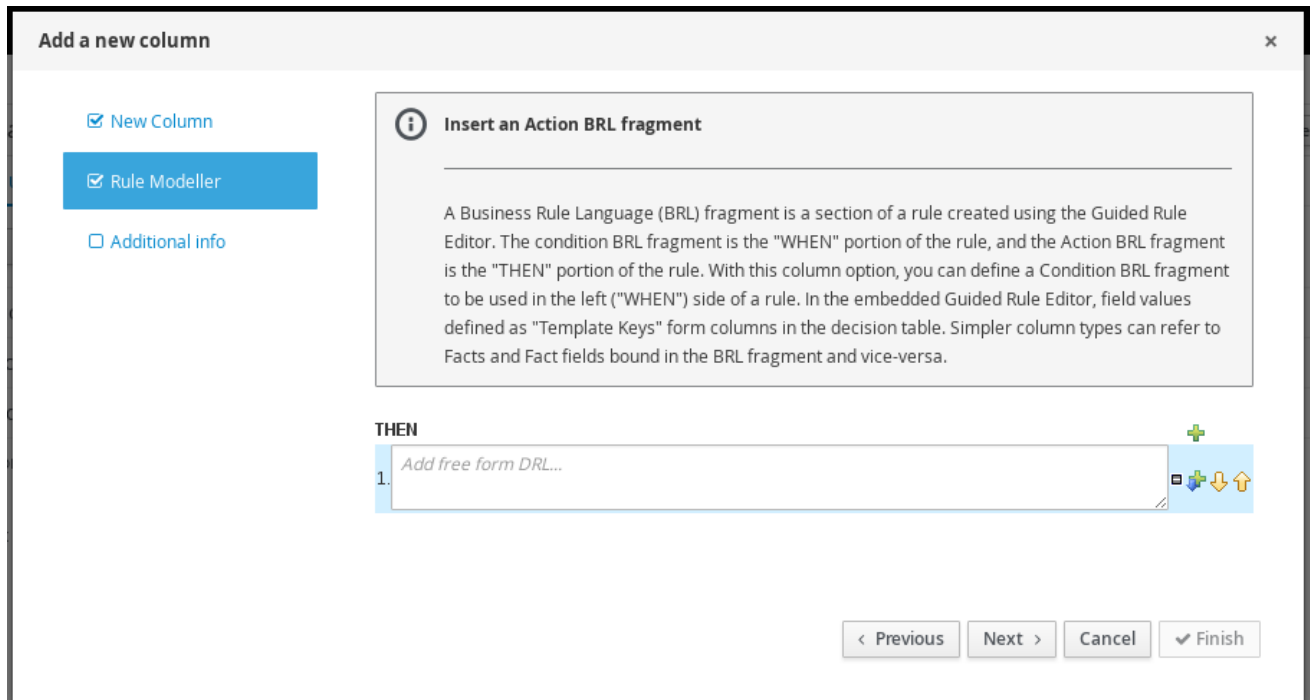 Add a new column
×
New Column
Rule Modeller
Additional info
Insert an Action BRL fragment
A Business Rule Language (BRL) fragment is a section of a rule created using the Guided Rule
Editor. The condition BRL fragment is the "WHEN" portion of the rule, and the Action BRL fragment
is the "THEN" portion of the rule. With this column option, you can define a Condition BRL fragment
to be used in the left ("WHEN") side of a rule. In the embedded Guided Rule Editor, field values
defined as "Template Keys" form columns in the decision table. Simpler column types can refer to
Facts and Fact fields bound in the BRL fragment and vice-versa.
THEN
1. Add free form DRL...
< Previous Next > Cancel ✔ Finish